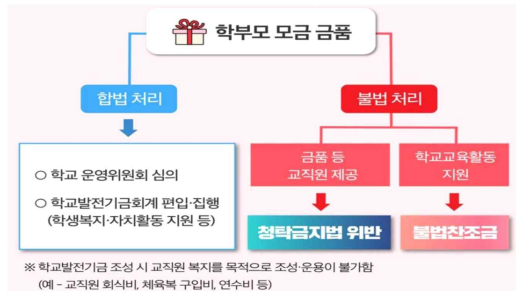 학부모 모금 금품
합법 처리
불법 처리
○ 학교 운영위원회 심의
○ 학교발전기금회계 편입·집행
(학생복지·자치활동 지원 등)
금품 등
교직원 제공
학교교육활동
지원
청탁금지법 위반
불법찬조금
※ 학교발전기금 조성 시 교직원 복지를 목적으로 조성·운용이 불가함
(예 – 교직원 회식비, 체육복 구입비, 연수비 등)